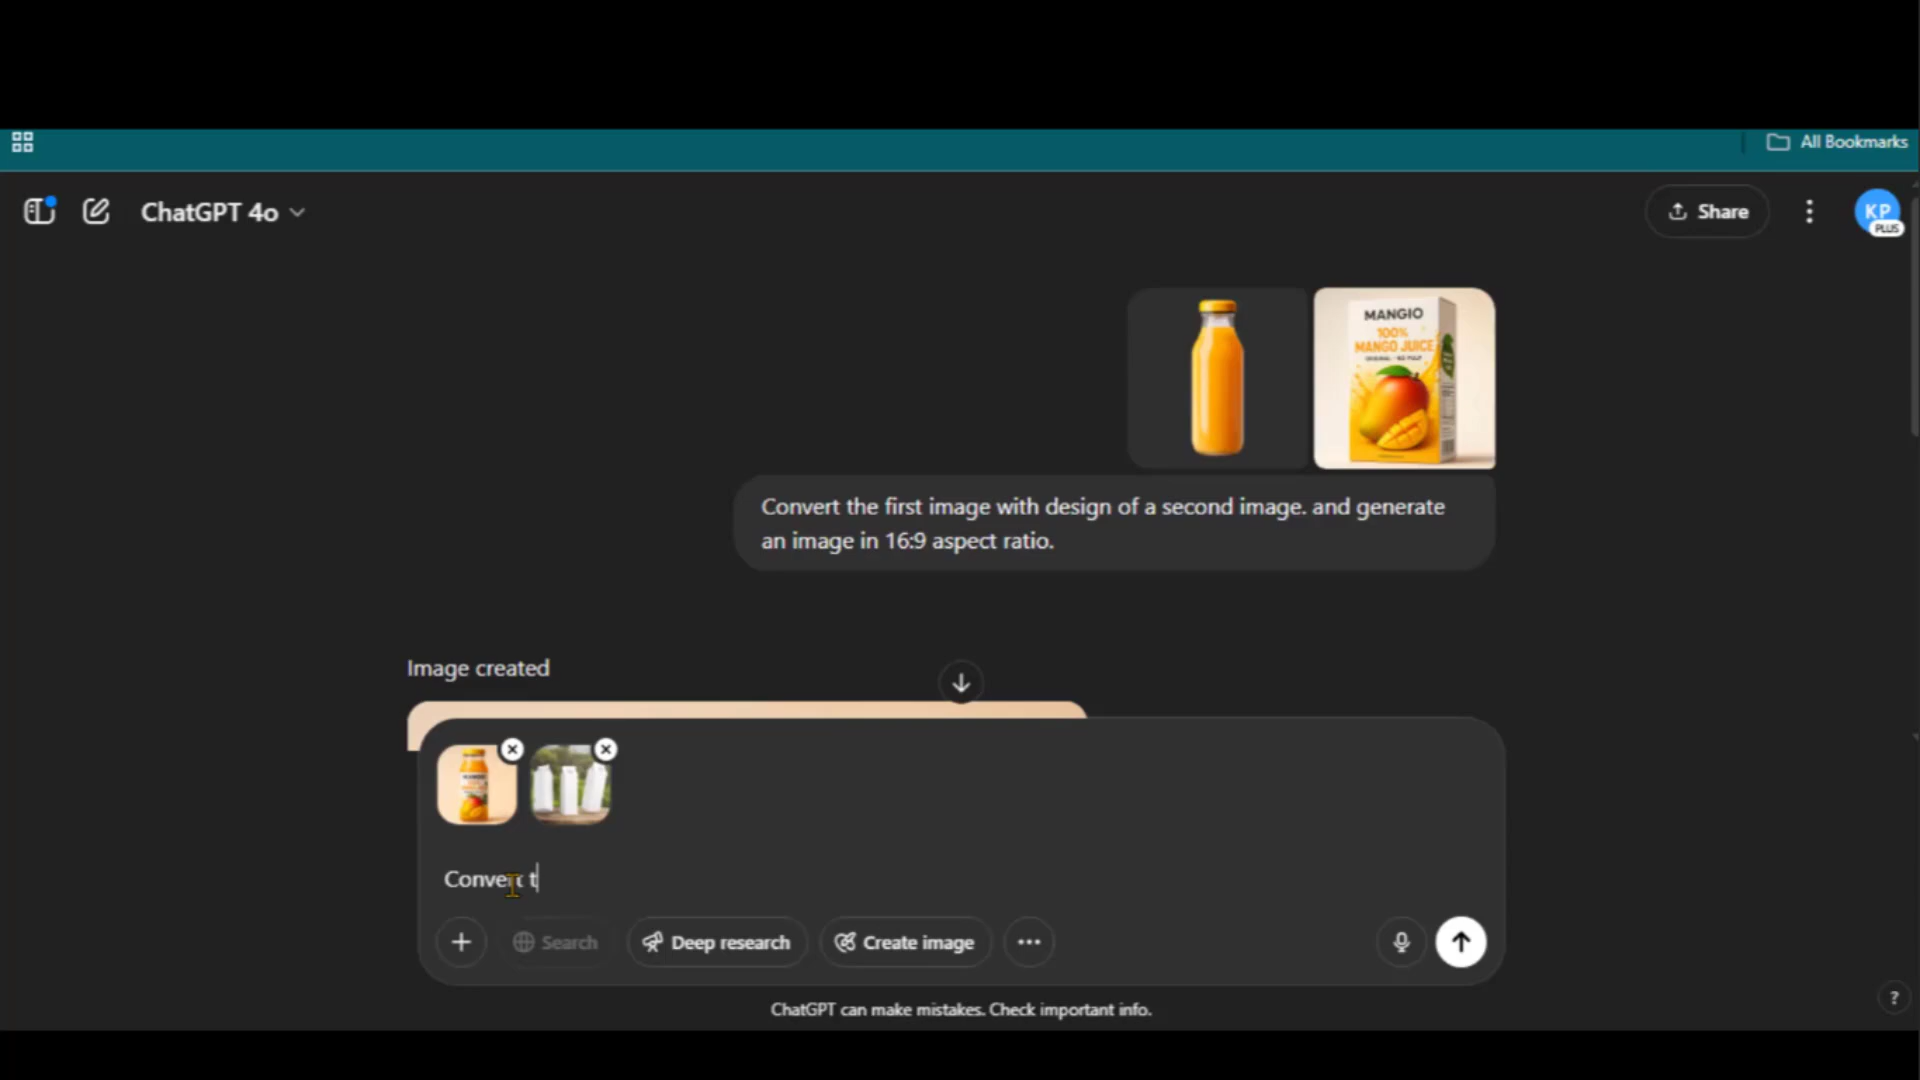 All Bookmarks
ChatGPT 4o
Share
KP
PLUS
MANGIO
100%
MANGO JUICE
Convert the first image with design of a second image. and generate
an image in 16:9 aspect ratio.
Image created
Convert t
Search
Deep research
Create image
ChatGPT can make mistakes. Check important info.
?